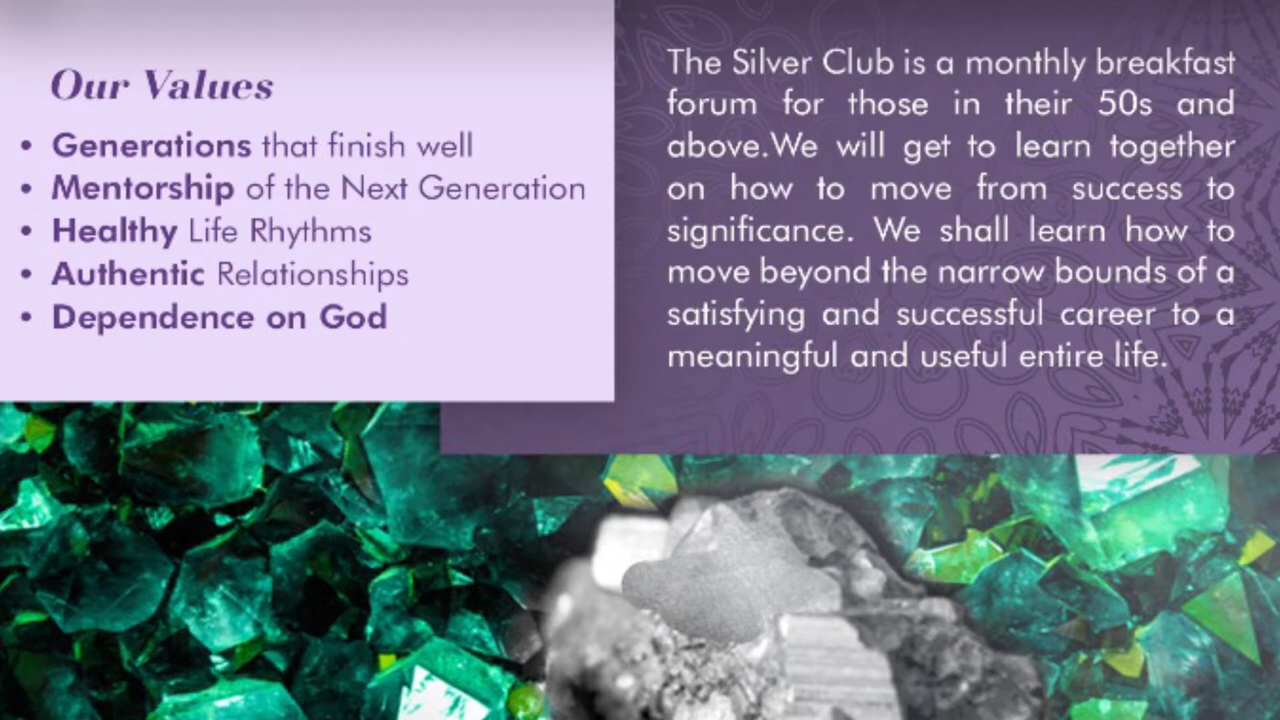 Our Values
• Generations that finish well
• Mentorship of the Next Generation
• Healthy Life Rhythms
• Authentic Relationships
• Dependence on God
The Silver Club is a monthly breakfast
forum for those in their 50s and
above.We will get to learn together
on how to move from success to
significance. We shall learn how to
move beyond the narrow bounds of a
satisfying and successful career to a
meaningful and useful entire life.